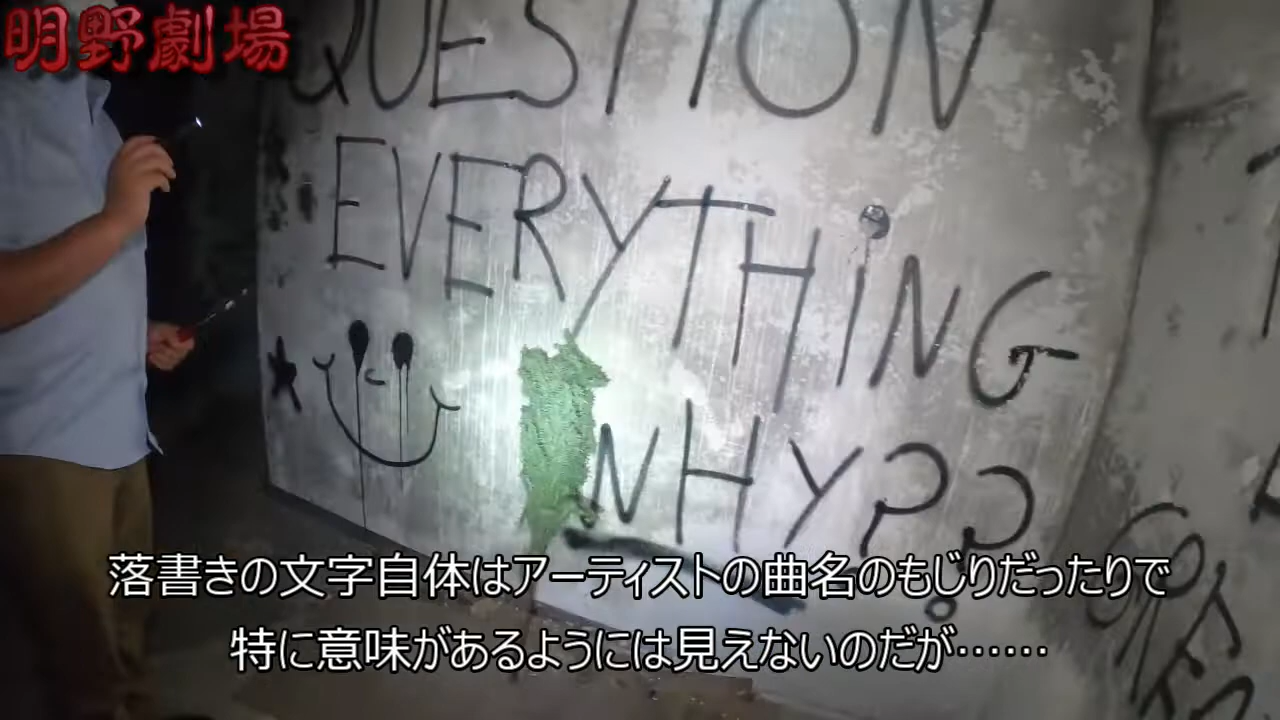 明野劇場
QUESTION
EVERYTHiNG
WHY??
落書きの文字自体はアーティストの曲名のもじりだったりで
特に意味があるようには見えないのだが……